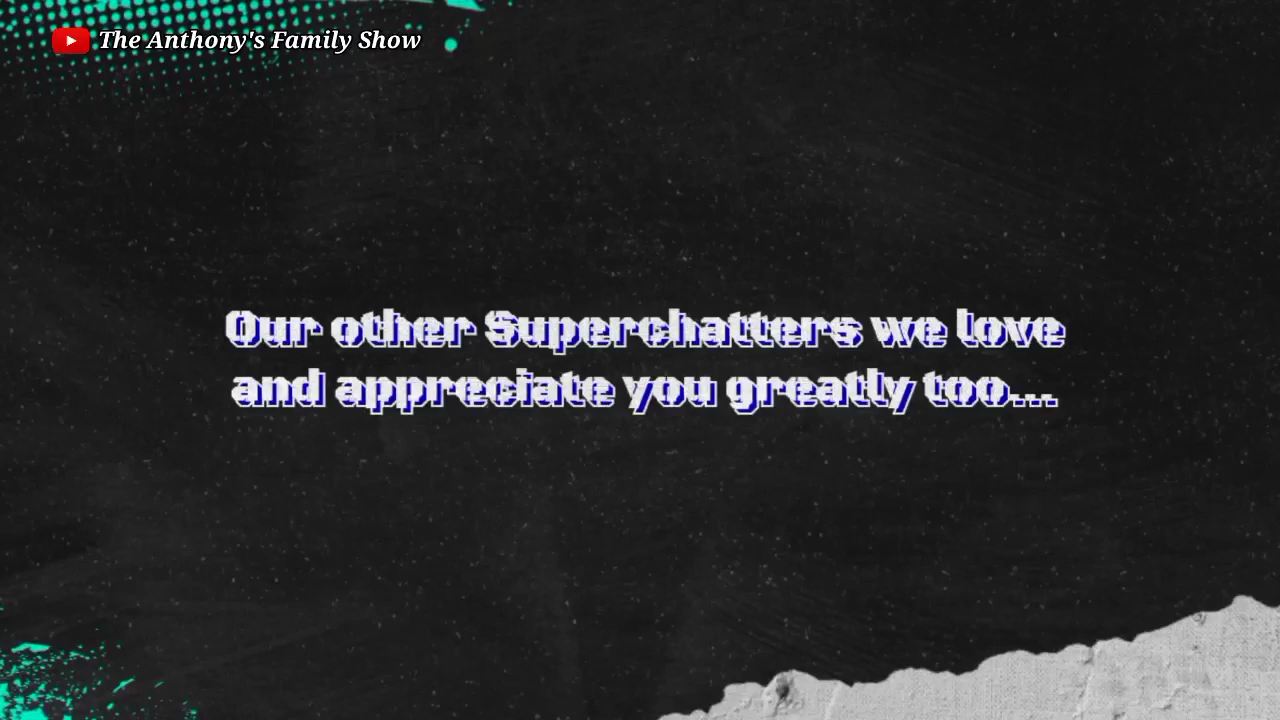 The Anthony's Family Show
Our other Superchatters we love
and appreciate you greatly too...